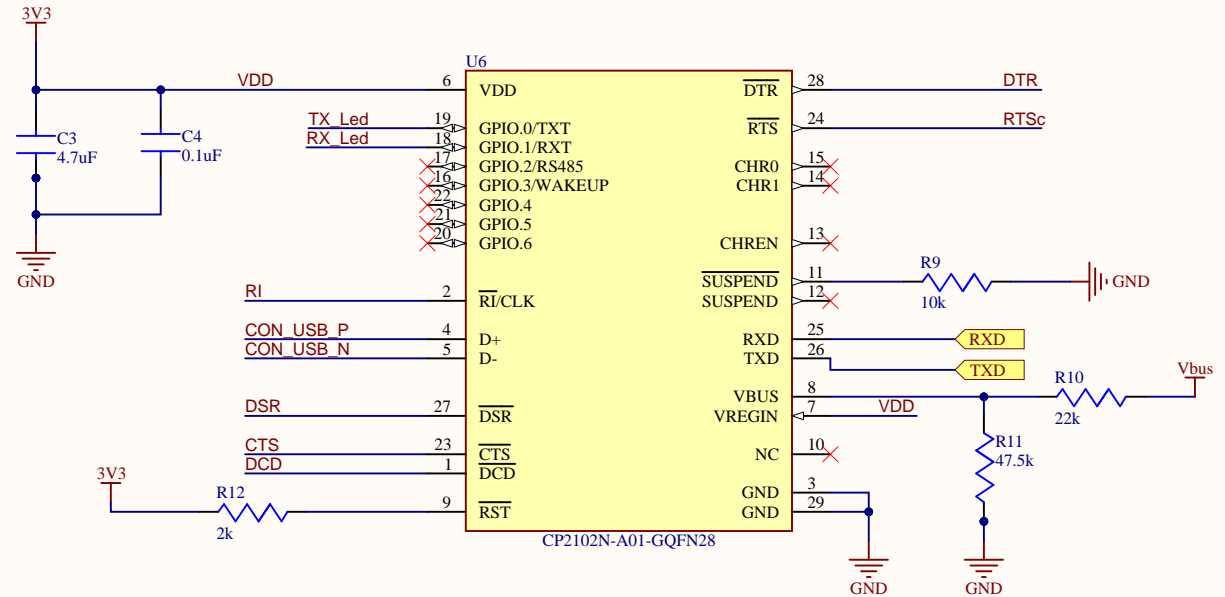 3V3
VDD
C3
4.7uF
C4
0.1uF
GND
U6
6 VDD
TX_Led 19 GPIO.0/TXT
RX_Led 18 GPIO.1/RXT
17 GPIO.2/RS485
16 GPIO.3/WAKEUP
22 GPIO.4
21 GPIO.5
20 GPIO.6
RI 2 RI/CLK
CON_USB_P 4 D+
CON_USB_N 5 D-
DSR 27 DSR
CTS 23 CTS
DCD 1 DCD
3V3
R12
2k
9 RST
DTR 28 DTR
RTS 24 RTSc
CHR0 15
CHR1 14
CHREN 13
SUSPEND 11
R9
10k
GND
SUSPEND 12
RXD 25 RXD
TXD 26 TXD
VBUS 8
R10
22k
Vbus
VREGIN 7 VDD
R11
47.5k
NC 10
GND 3
GND 29
GND
GND
CP2102N-A01-GQFN28